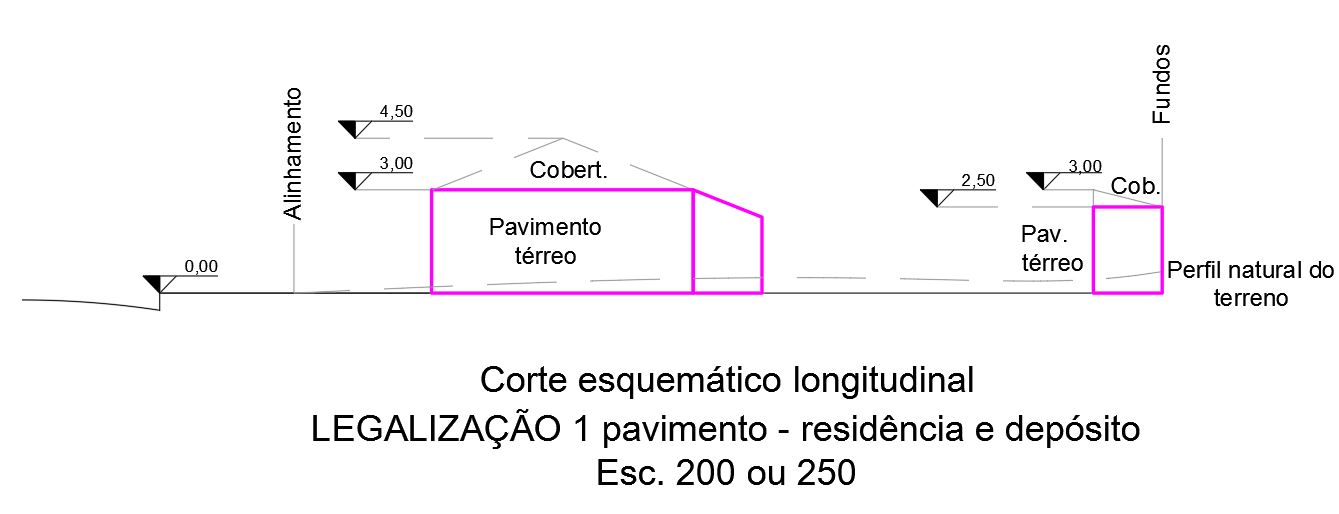 Fundos
Alinhamento
4,50
3,00
Cobert.
2,50
3,00
Cob.
Pavimento
térreo
Pav.
térreo
0,00
Perfil natural do
terreno
Corte esquemático longitudinal
LEGALIZAÇÃO 1 pavimento - residência e depósito
Esc. 200 ou 250